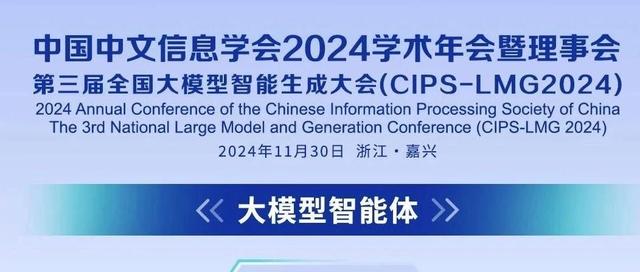 中国中文信息学会2024学术年会暨理事会
第三届全国大模型智能生成大会(CIPS-LMG2024)
2024 Annual Conference of the Chinese Information Processing Society of China
The 3rd National Large Model and Generation Conference (CIPS-LMG 2024)
2024年11月30日 浙江·嘉兴
大模型智能体